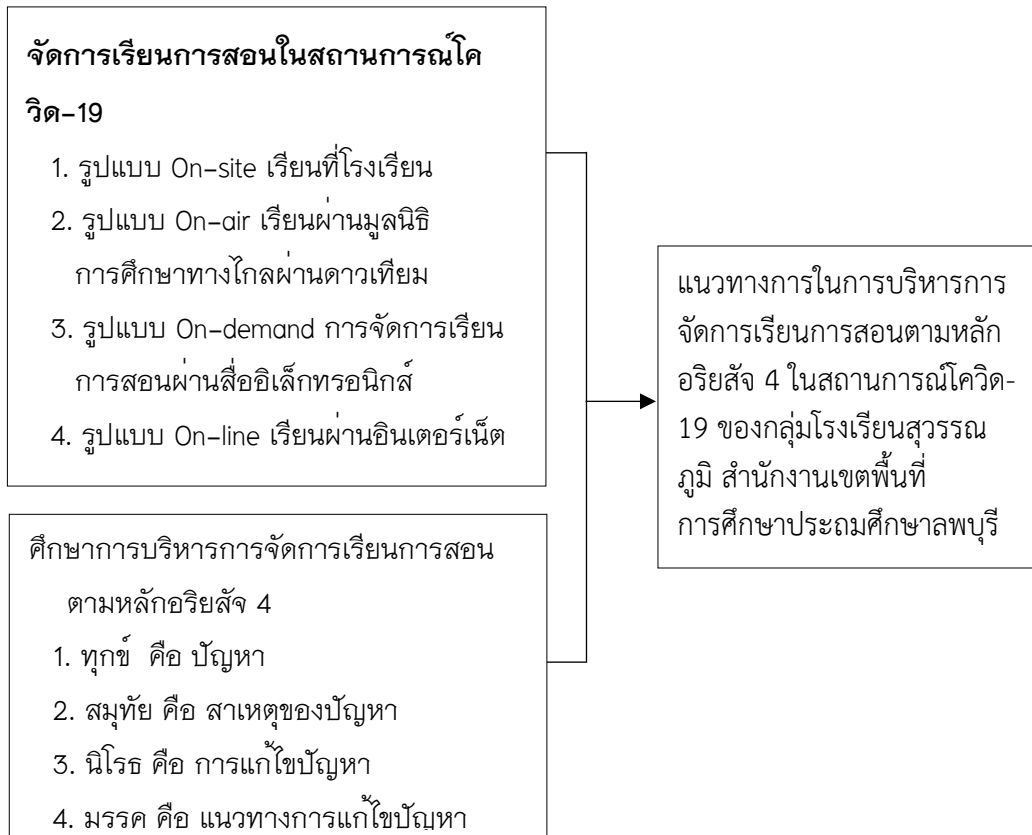 จัดการเรียนการสอนในสถานการณ์โค
วิด-19
1. รูปแบบ On-site เรียนที่โรงเรียน
2. รูปแบบ On-air เรียนผ่านมูลนิธิ
การศึกษาทางไกลผ่านดาวเทียม
3. รูปแบบ On-demand การจัดการเรียน
การสอนผ่านสื่ออิเล็กทรอนิกส์
4. รูปแบบ On-line เรียนผ่านอินเตอร์เน็ต
ศึกษาการบริหารการจัดการเรียนการสอน
ตามหลักอริยสัจ 4
1. ทุกข์ คือ ปัญหา
2. สมุทัย คือ สาเหตุของปัญหา
3. นิโรธ คือ การแก้ไขปัญหา
4. มรรค คือ แนวทางการแก้ไขปัญหา
แนวทางการในการบริหารการ
จัดการเรียนการสอนตามหลัก
อริยสัจ 4 ในสถานการณ์โควิด-
19 ของกลุ่มโรงเรียนสุวรรณ
ภูมิ สำนักงานเขตพื้นที่
การศึกษาประถมศึกษาลพบุรี